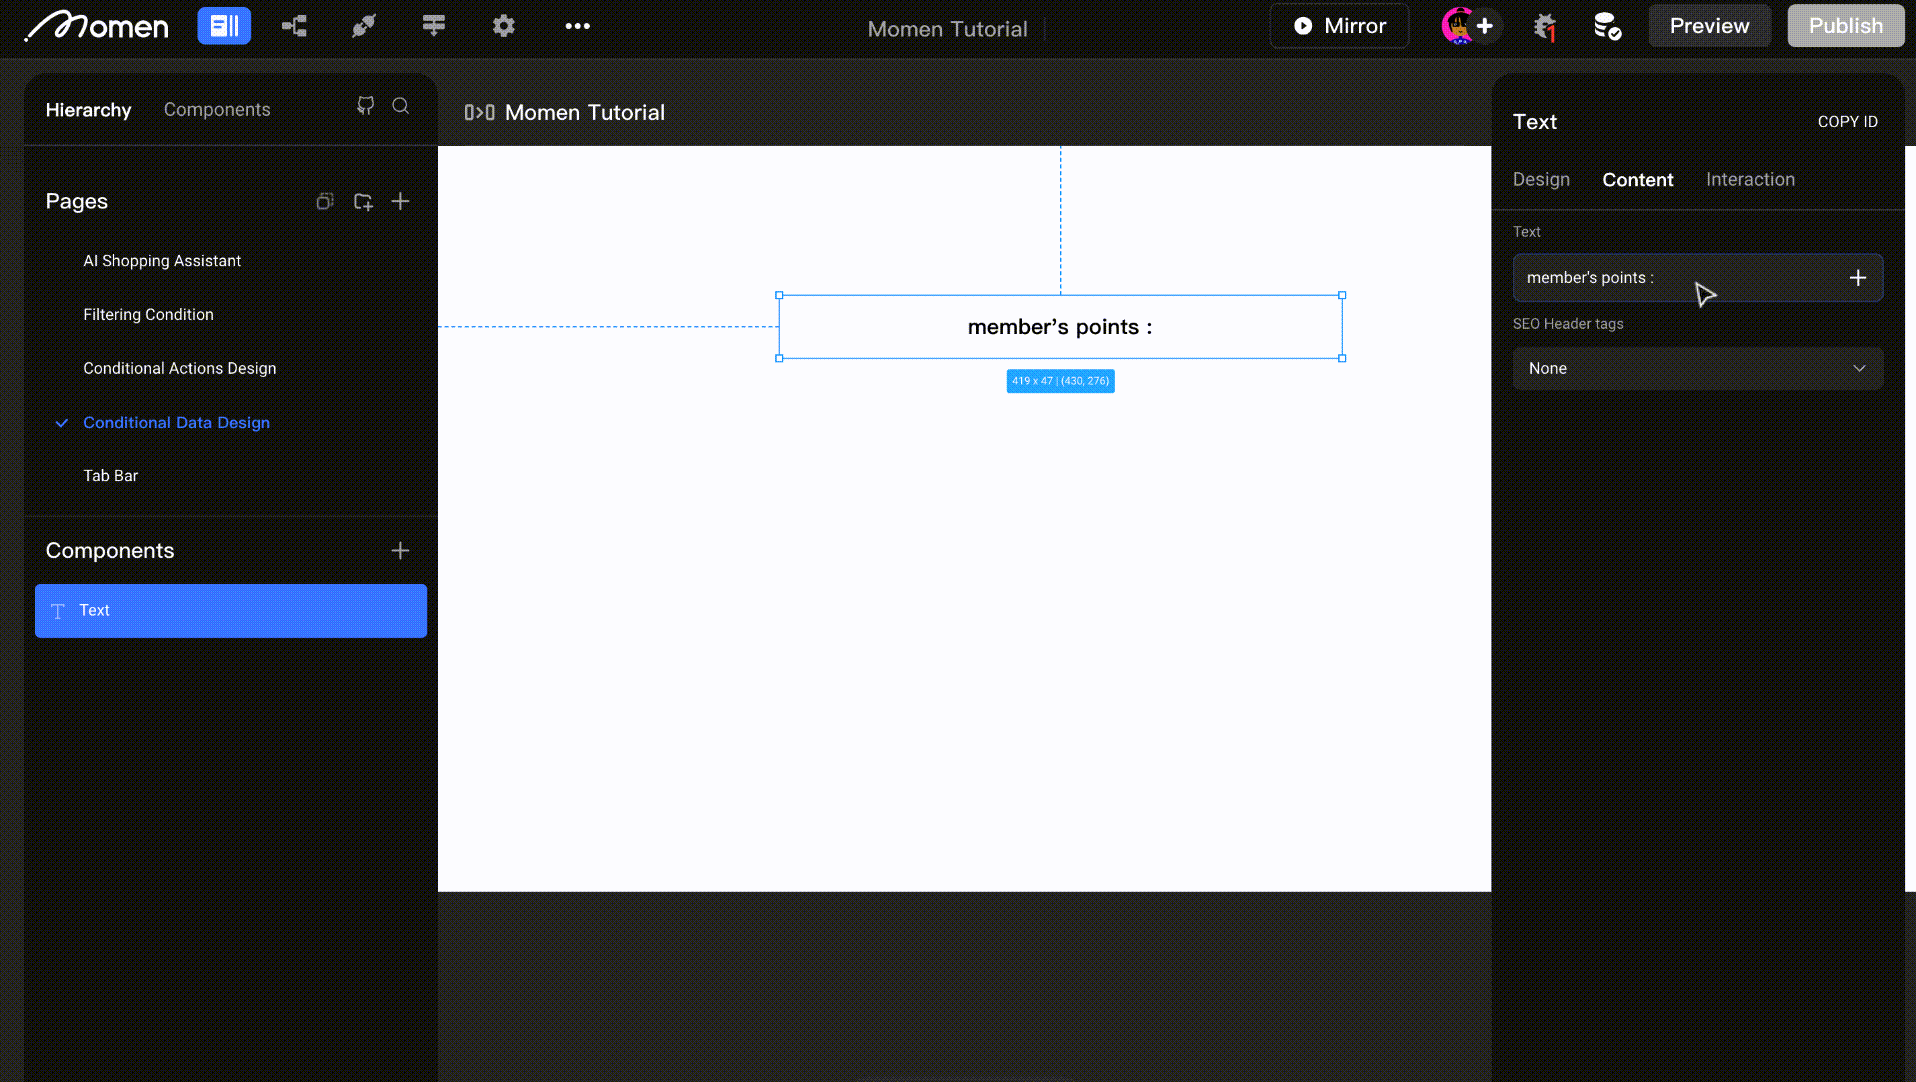 Momen
Momen Tutorial
Mirror
1
Preview
Publish
Hierarchy
Components
Momen Tutorial
Text
COPY ID
Design
Content
Interaction
Pages
AI Shopping Assistant
Filtering Condition
Conditional Actions Design
Conditional Data Design
Tab Bar
Components
Text
member's points :
419 x 47 | (430, 276)
Text
member's points :
SEO Header tags
None